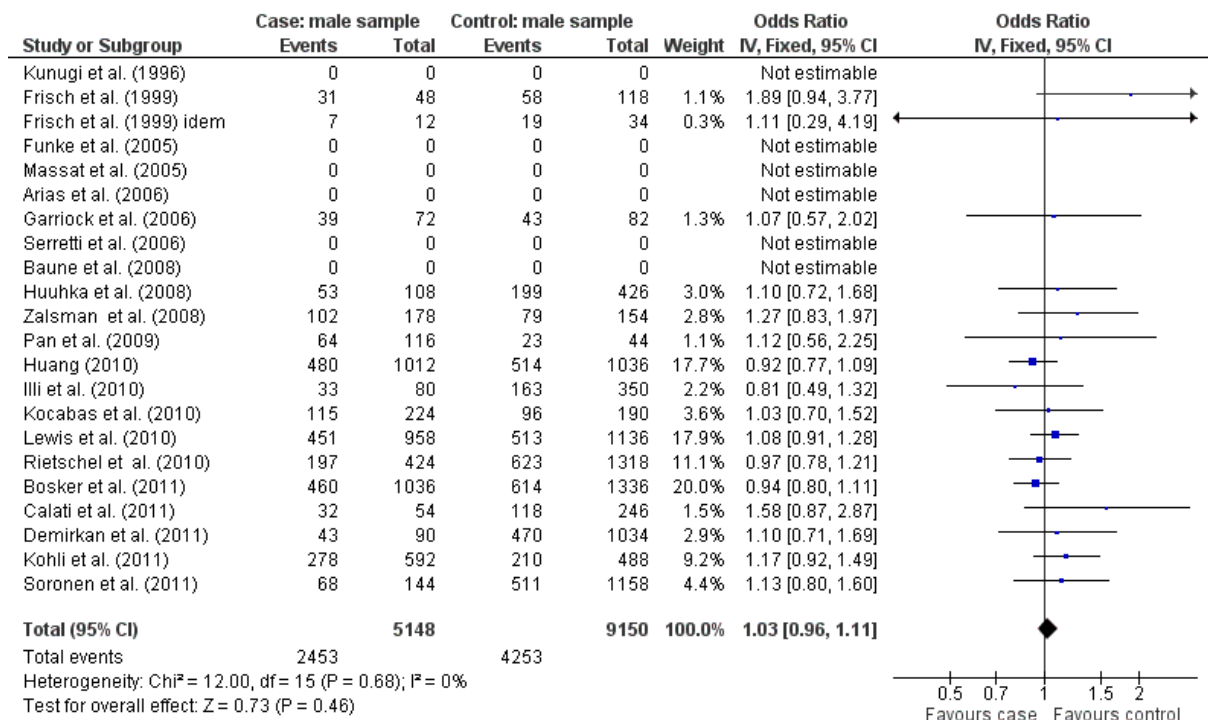 Case: male sample Control: male sample Odds Ratio Odds Ratio
Study or Subgroup Events Total Events Total Weight IV, Fixed, 95% CI IV, Fixed, 95% CI
Kunugi et al. (1996) 0 0 0 0 Not estimable
Frisch et al. (1999) 31 48 58 118 1.1% 1.89 [0.94, 3.77]
Frisch et al. (1999) idem 7 12 19 34 0.3% 1.11 [0.29, 4.19]
Funke et al. (2005) 0 0 0 0 Not estimable
Massat et al. (2005) 0 0 0 0 Not estimable
Arias et al. (2006) 0 0 0 0 Not estimable
Garriock et al. (2006) 39 72 43 82 1.3% 1.07 [0.57, 2.02]
Serretti et al. (2006) 0 0 0 0 Not estimable
Baune et al. (2008) 0 0 0 0 Not estimable
Huuhka et al. (2008) 53 108 199 426 3.0% 1.10 [0.72, 1.68]
Zalsman et al. (2008) 102 178 79 154 2.8% 1.27 [0.83, 1.97]
Pan et al. (2009) 64 116 23 44 1.1% 1.12 [0.56, 2.25]
Huang (2010) 480 1012 514 1036 17.7% 0.92 [0.77, 1.09]
Illi et al. (2010) 33 80 163 350 2.2% 0.81 [0.49, 1.32]
Kocabas et al. (2010) 115 224 96 190 3.6% 1.03 [0.70, 1.52]
Lewis et al. (2010) 451 958 513 1136 17.9% 1.08 [0.91, 1.28]
Rietschel et al. (2010) 197 424 623 1318 11.1% 0.97 [0.78, 1.21]
Bosker et al. (2011) 460 1036 614 1336 20.0% 0.94 [0.80, 1.11]
Calati et al. (2011) 32 54 118 246 1.5% 1.58 [0.87, 2.87]
Demirkan et al. (2011) 43 90 470 1034 2.9% 1.10 [0.71, 1.69]
Kohli et al. (2011) 278 592 210 488 9.2% 1.17 [0.92, 1.49]
Soronen et al. (2011) 68 144 511 1158 4.4% 1.13 [0.80, 1.60]
Total (95% CI) 5148 9150 100.0% 1.03 [0.96, 1.11]
Total events 2453 4253
Heterogeneity: Chi² = 12.00, df = 15 (P = 0.68); I² = 0%
Test for overall effect: Z = 0.73 (P = 0.46)
0.5 0.7 1 1.5 2
Favours case Favours control